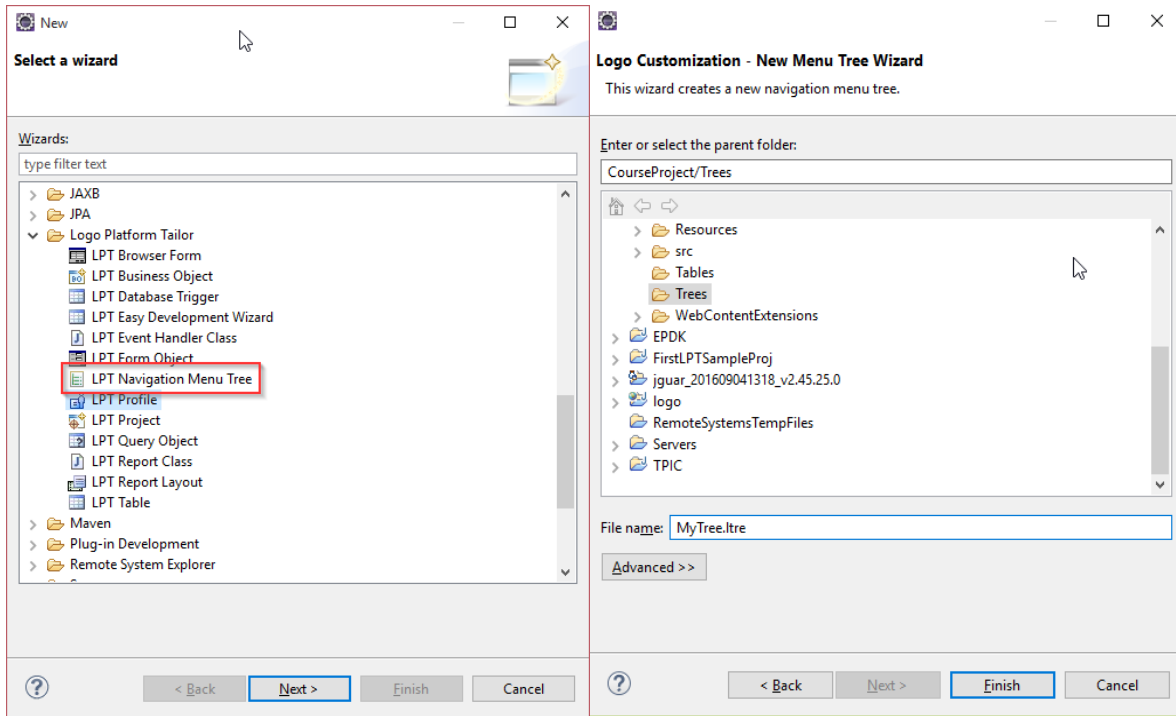 New
Select a wizard
Wizards:
type filter text
JAXB
JPA
Logo Platform Tailor
LPT Browser Form
LPT Business Object
LPT Database Trigger
LPT Easy Development Wizard
LPT Event Handler Class
LPT Form Object
LPT Navigation Menu Tree
LPT Profile
LPT Project
LPT Query Object
LPT Report Class
LPT Report Layout
LPT Table
Maven
Plug-in Development
Remote System Explorer
< Back
Next >
Finish
Cancel
Logo Customization - New Menu Tree Wizard
This wizard creates a new navigation menu tree.
Enter or select the parent folder:
CourseProject/Trees
Resources
src
Tables
Trees
WebContentExtensions
EPDK
FirstLPTSampleProj
jguar_201609041318_v2.45.25.0
logo
RemoteSystemsTempFiles
Servers
TPIC
File name: MyTree.ltre
Advanced >>
< Back
Next >
Finish
Cancel